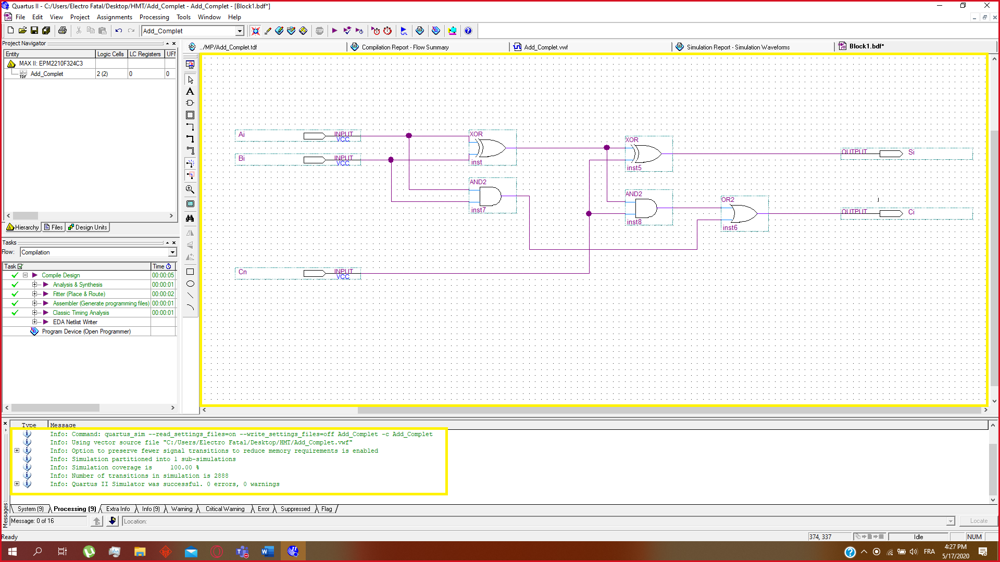 Quartus II - C:/Users/Electro Fatal/Desktop/HMT/Add_Complet - Add_Complet - [Block1.bdf*]
File Edit View Project Assignments Processing Tools Window Help
Add_Complet
STOP
Project Navigator
Entity Logic Cells LC Registers UFM
MAX II: EPM2210F324C3
abc TDF Add_Complet 2 (2) 0 0
Hierarchy Files Design Units
Tasks
Flow: Compilation
Task Time
Compile Design 00:00:05
Analysis & Synthesis 00:00:01
Fitter (Place & Route) 00:00:02
Assembler (Generate programming files) 00:00:01
Classic Timing Analysis 00:00:01
EDA Netlist Writer
Program Device (Open Programmer)
../MP/Add_Complet.tdf Compilation Report - Flow Summary Add_Complet.vwf Simulation Report - Simulation Waveforms Block1.bdf*
A
Ai INPUT VCC
Bi INPUT VCC
XOR
inst
XOR
inst5
OUTPUT Si
AND2
inst7
AND2
inst8
OR2
inst6
OUTPUT Ci
Cn INPUT VCC
Type Message
Info: Command: quartus_sim --read_settings_files=on --write_settings_files=off Add_Complet -c Add_Complet
Info: Using vector source file "C:/Users/Electro Fatal/Desktop/HMT/Add_Complet.vwf"
Info: Option to preserve fewer signal transitions to reduce memory requirements is enabled
Info: Simulation partitioned into 1 sub-simulations
Info: Simulation coverage is 100.00 %
Info: Number of transitions in simulation is 2888
Info: Quartus II Simulator was successful. 0 errors, 0 warnings
System (9) Processing (9) Extra Info Info (9) Warning Critical Warning Error Suppressed Flag
Messages
Message: 0 of 16 Location: Locate
Ready 374, 337 Idle NUM
FRA 4:27 PM
5/17/2020